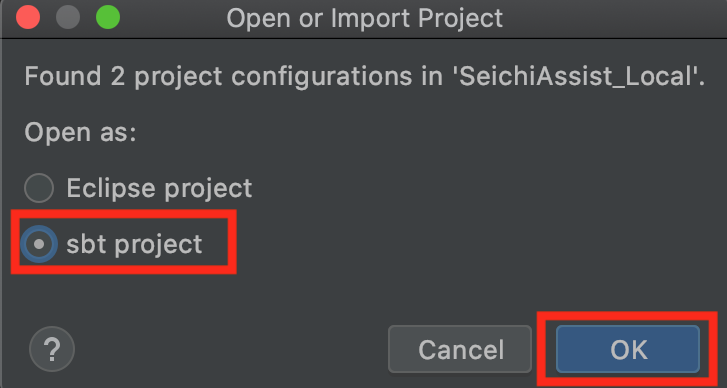 Open or Import Project
Found 2 project configurations in 'SeichiAssist_Local'.
Open as:
Eclipse project
sbt project
? Cancel OK